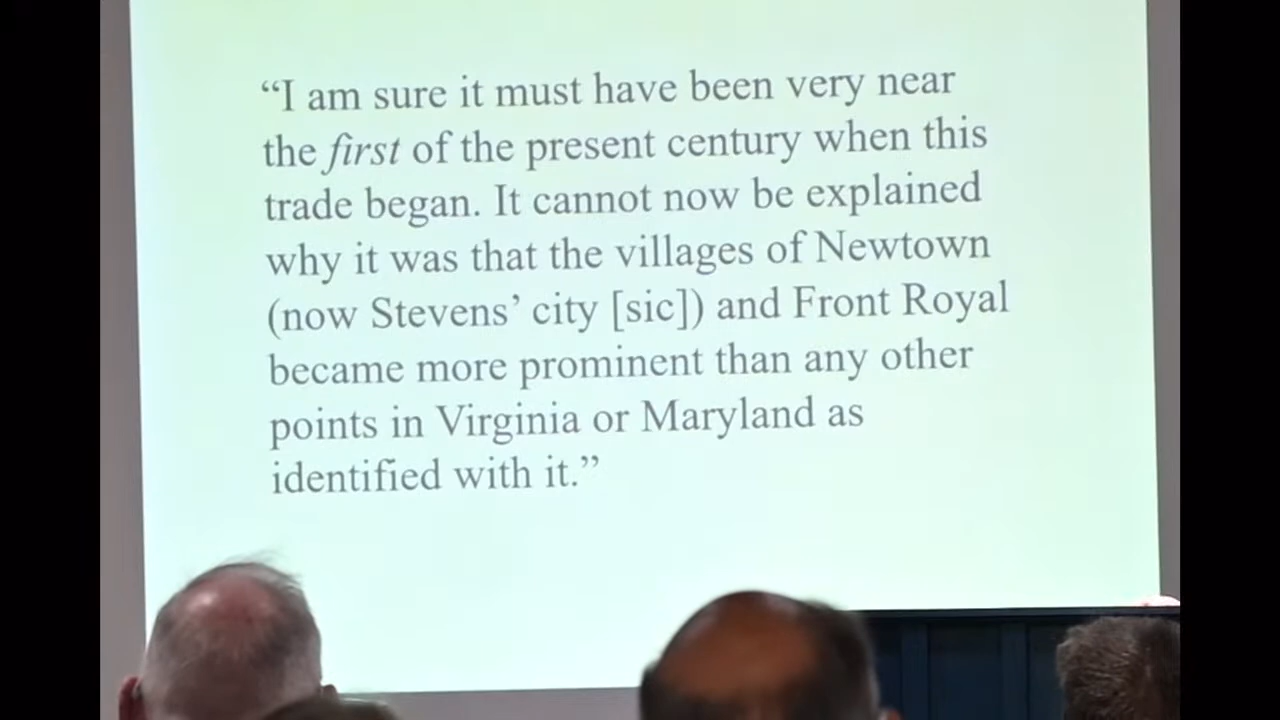 “I am sure it must have been very near
the first of the present century when this
trade began. It cannot now be explained
why it was that the villages of Newtown
(now Stevens’ city [sic]) and Front Royal
became more prominent than any other
points in Virginia or Maryland as
identified with it.”